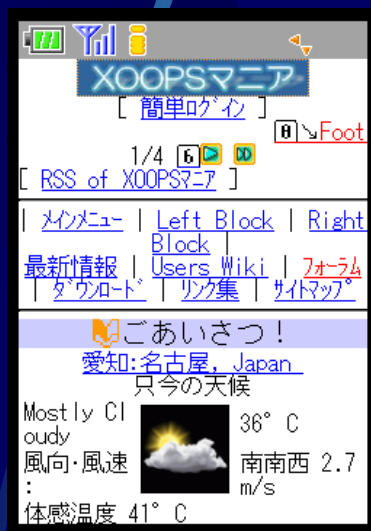 XOOPSマニア
[ 簡単ﾛｸﾞｲﾝ ]
0↘Foot
1/4 6
[ RSS of XOOPSﾏﾆｱ ]
| ﾒｲﾝﾒﾆｭｰ | Left Block | Right
Block |
最新情報 | Users Wiki | ﾌｫｰﾗﾑ
| ﾀﾞｳﾝﾛｰﾄﾞ | ﾘﾝｸ集 | ｻｲﾄﾏｯﾌﾟ
ごあいさつ！
愛知:名古屋, Japan
只今の天候
Mostly Cl
oudy
36° C
風向・風速
:
南南西 2.7
m/s
体感温度 41° C